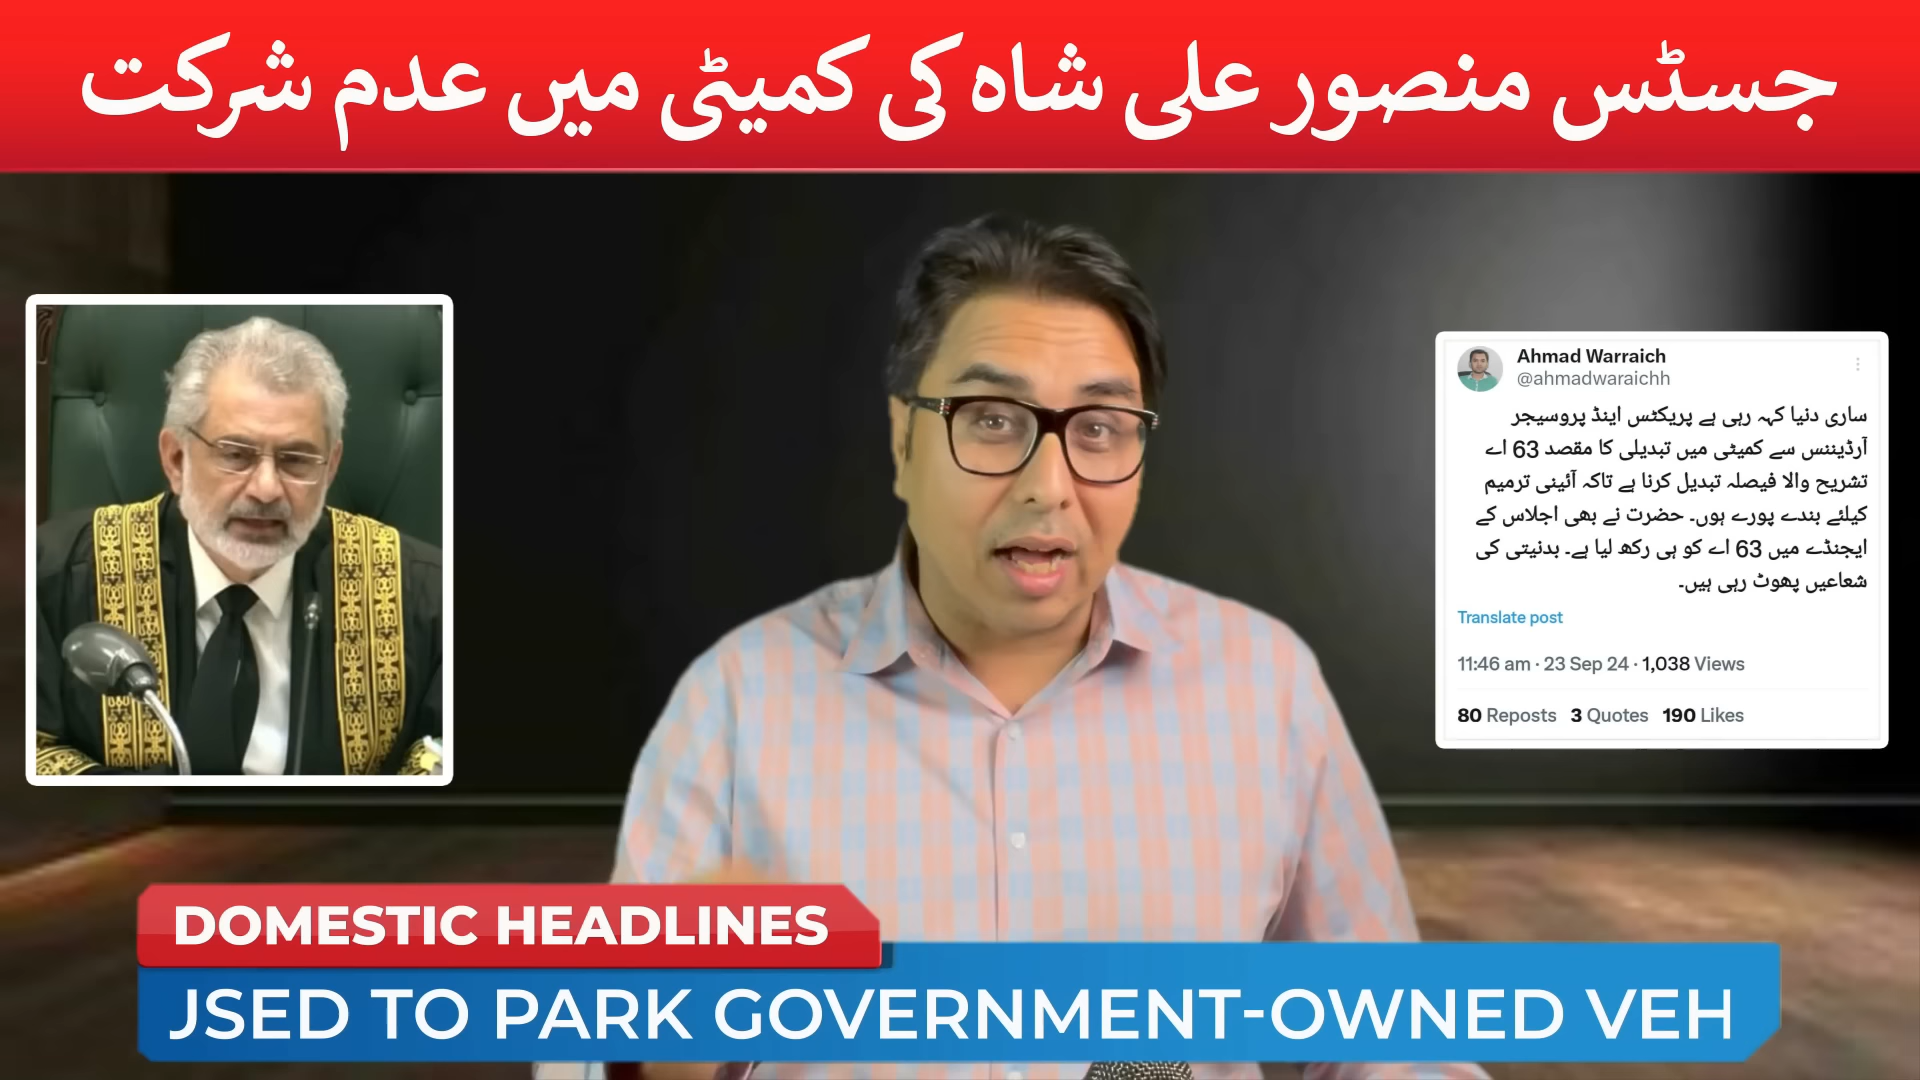 جسٹس منصور علی شاہ کی کمیٹی میں عدم شرکت
Ahmad Warraich
@ahmadwaraichh
ساری دنیا کہہ رہی ہے پریکٹس اینڈ پروسیجر
آرڈیننس سے کمیٹی میں تبدیلی کا مقصد 63 اے
تشریح والا فیصلہ تبدیل کرنا ہے تاکہ آئینی ترمیم
کیلئے بندے پورے ہوں۔ حضرت نے بھی اجلاس کے
ایجنڈے میں 63 اے کو ہی رکھ لیا ہے۔ بدنیتی کی
شعاعیں پھوٹ رہی ہیں۔
Translate post
11:46 am · 23 Sep 24 · 1,038 Views
80 Reposts 3 Quotes 190 Likes
DOMESTIC HEADLINES
JSED TO PARK GOVERNMENT-OWNED VEH